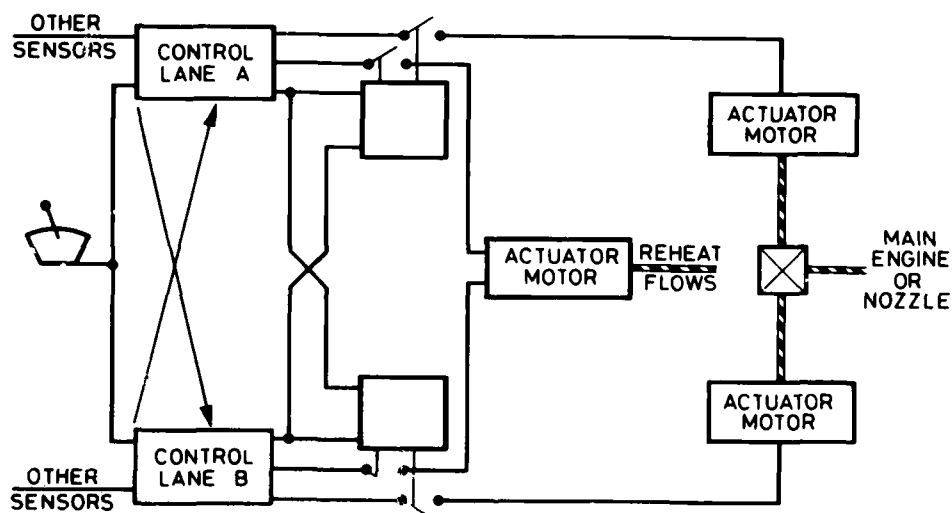 OTHER
SENSORS
CONTROL
LANE A
ACTUATOR
MOTOR
ACTUATOR
MOTOR
REHEAT
FLOWS
MAIN
ENGINE
OR
NOZZLE
ACTUATOR
MOTOR
CONTROL
LANE B
OTHER
SENSORS